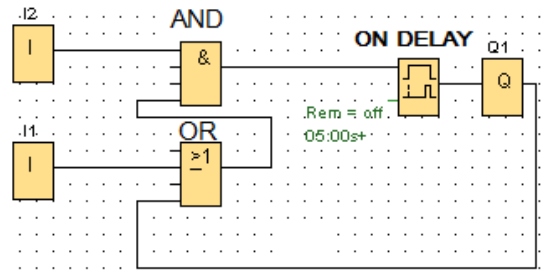 I2
AND
I
&
ON DELAY
Q1
Q
Rem = off
05:00s+
I1
OR
I
>1